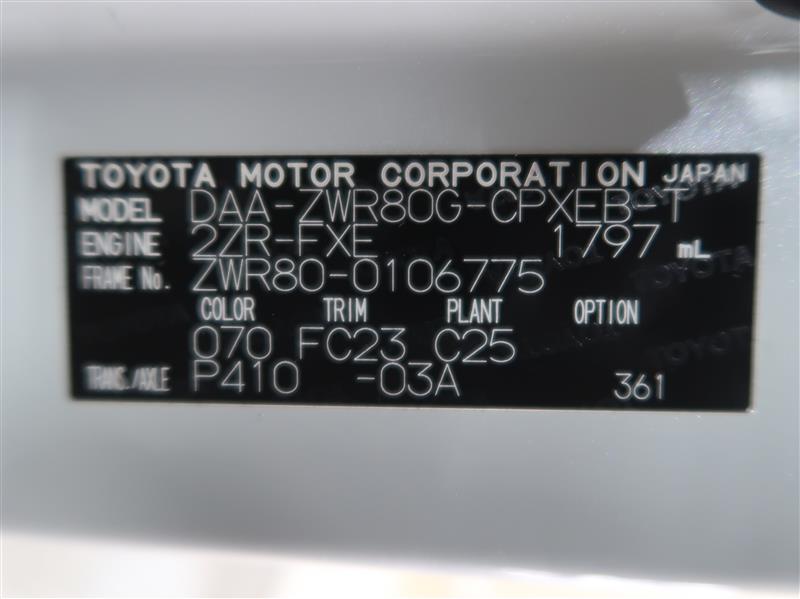 TOYOTA MOTOR CORPORATION JAPAN
MODEL DAA-ZWR80G-CPXEB-T
ENGINE 2ZR-FXE 1797 mL
FRAME No. ZWR80-0106775
COLOR TRIM PLANT OPTION
070 FC23 C25
TRANS./AXLE P410 -03A 361